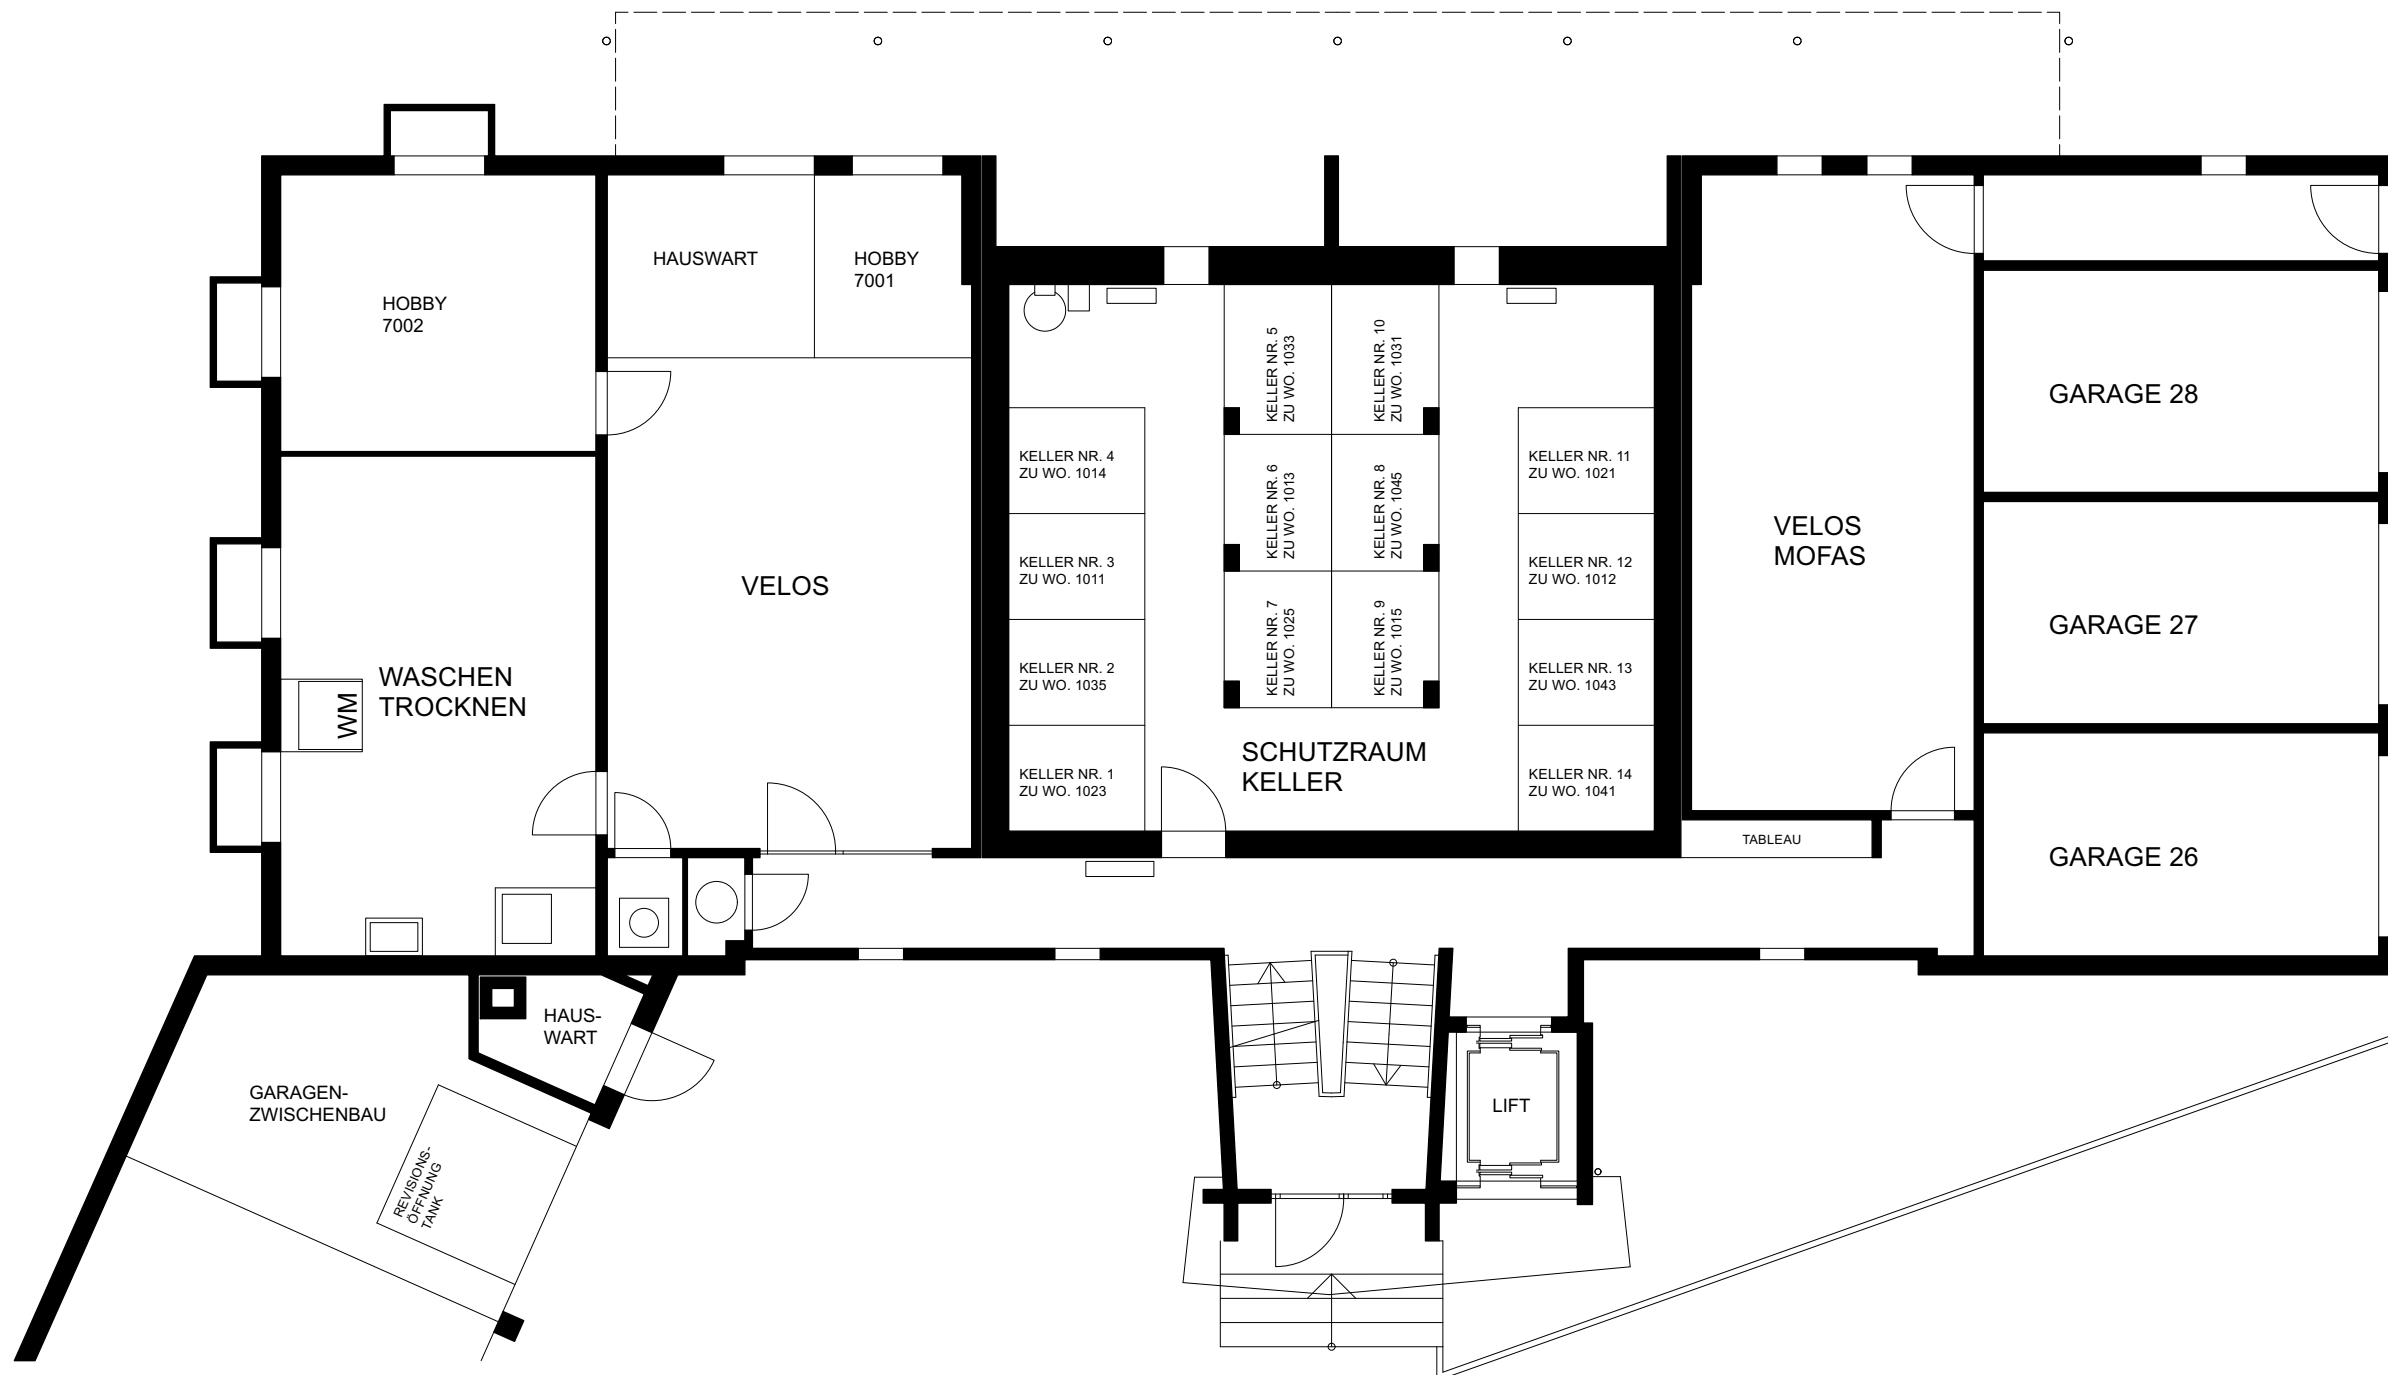 HAUSWART
HOBBY
7001
HOBBY
7002
KELLER NR. 5
ZU WO. 1033
KELLER NR. 10
ZU WO. 1031
GARAGE 28
KELLER NR. 4
ZU WO. 1014
KELLER NR. 6
ZU WO. 1013
KELLER NR. 8
ZU WO. 1045
KELLER NR. 11
ZU WO. 1021
VELOS
MOFAS
KELLER NR. 3
ZU WO. 1011
KELLER NR. 12
ZU WO. 1012
VELOS
KELLER NR. 7
ZU WO. 1025
KELLER NR. 9
ZU WO. 1015
GARAGE 27
WASCHEN
TROCKNEN
WM
KELLER NR. 2
ZU WO. 1035
KELLER NR. 13
ZU WO. 1043
SCHUTZRAUM
KELLER
KELLER NR. 1
ZU WO. 1023
KELLER NR. 14
ZU WO. 1041
TABLEAU
GARAGE 26
HAUS-
WART
GARAGEN-
ZWISCHENBAU
LIFT
REVISIONS-
ÖFFNUNG
TANK